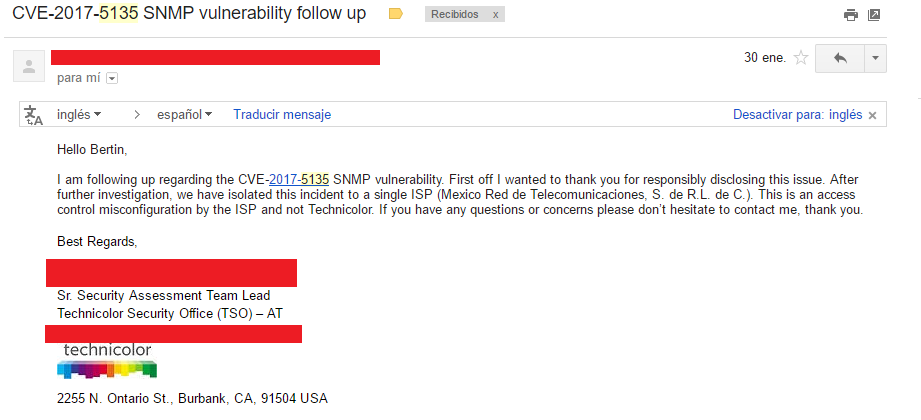 CVE-2017-5135 SNMP vulnerability follow up
Recibidos x
30 ene.
para mí
inglés > español Traducir mensaje Desactivar para: inglés x
Hello Bertin,
I am following up regarding the CVE-2017-5135 SNMP vulnerability. First off I wanted to thank you for responsibly disclosing this issue. After
further investigation, we have isolated this incident to a single ISP (Mexico Red de Telecomunicaciones, S. de R.L. de C.). This is an access
control misconfiguration by the ISP and not Technicolor. If you have any questions or concerns please don't hesitate to contact me, thank you.
Best Regards,
Sr. Security Assessment Team Lead
Technicolor Security Office (TSO) – AT
technicolor
2255 N. Ontario St., Burbank, CA, 91504 USA